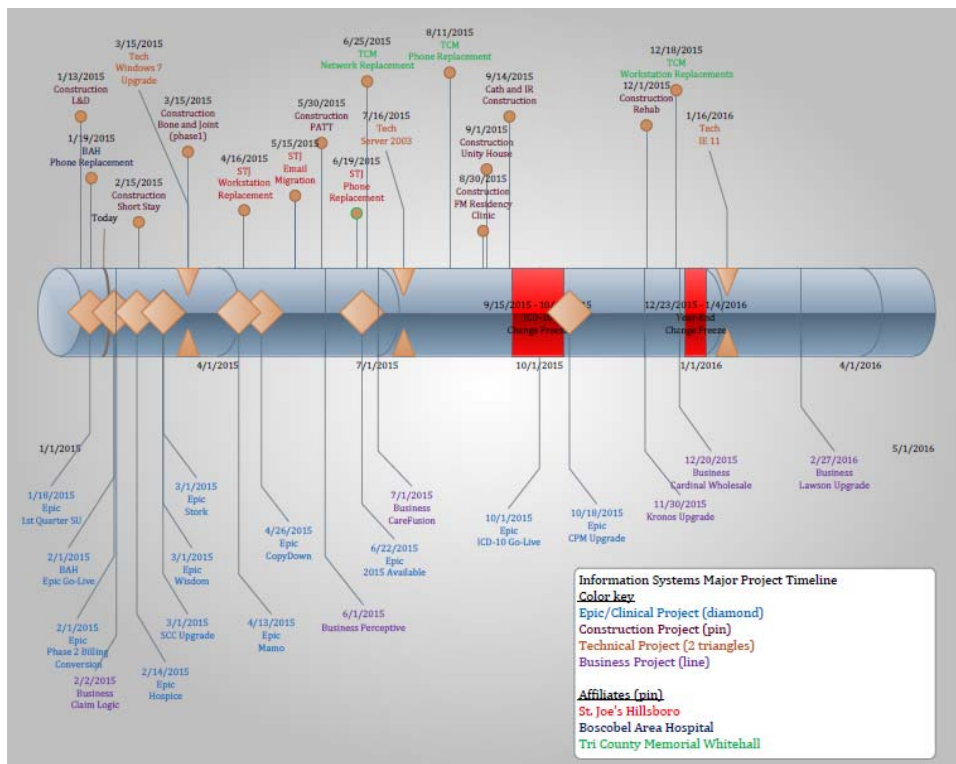 3/15/2015
Tech
Windows 7
Upgrade
1/13/2015
Construction
L&D
1/19/2015
BAH
Phone Replacement
2/15/2015
Construction
Short Stay
Today
3/15/2015
Construction
Bone and Joint
(phase1)
4/16/2015
STJ
Workstation
Replacement
5/15/2015
STJ
Email
Migration
5/30/2015
Construction
PATT
6/25/2015
TCM
Network Replacement
6/19/2015
STJ
Phone
Replacement
7/16/2015
Tech
Server 2003
8/11/2015
TCM
Phone Replacement
9/14/2015
Cath and IR
Construction
9/1/2015
Construction
Unity House
8/30/2015
Construction
FM Residency
Clinic
12/18/2015
TCM
Workstation Replacements
12/1/2015
Construction
Rehab
1/16/2016
Tech
IE 11
9/15/2015 - 10/
Change Freeze
12/23/2015 - 1/4/2016
Year-End
Change Freeze
4/1/2015
7/1/2015
10/1/2015
1/1/2016
4/1/2016
1/1/2015
5/1/2016
1/18/2015
Epic
1st Quarter SU
2/1/2015
BAH
Epic Go-Live
2/1/2015
Epic
Phase 2 Billing
Conversion
2/2/2015
Business
Claim Logic
3/1/2015
Epic
Stork
3/1/2015
Epic
Wisdom
3/1/2015
SCC Upgrade
2/14/2015
Epic
Hospice
4/26/2015
Epic
CopyDown
4/13/2015
Epic
Mamo
7/1/2015
Business
CareFusion
6/22/2015
Epic
2015 Available
6/1/2015
Business Perceptive
10/1/2015
Epic
ICD-10 Go-Live
10/18/2015
Epic
CPM Upgrade
12/20/2015
Business
Cardinal Wholesale
11/30/2015
Kronos Upgrade
2/27/2016
Business
Lawson Upgrade
Information Systems Major Project Timeline
Color key
Epic/Clinical Project (diamond)
Construction Project (pin)
Technical Project (2 triangles)
Business Project (line)
Affiliates (pin)
St. Joe's Hillsboro
Boscobel Area Hospital
Tri County Memorial Whitehall